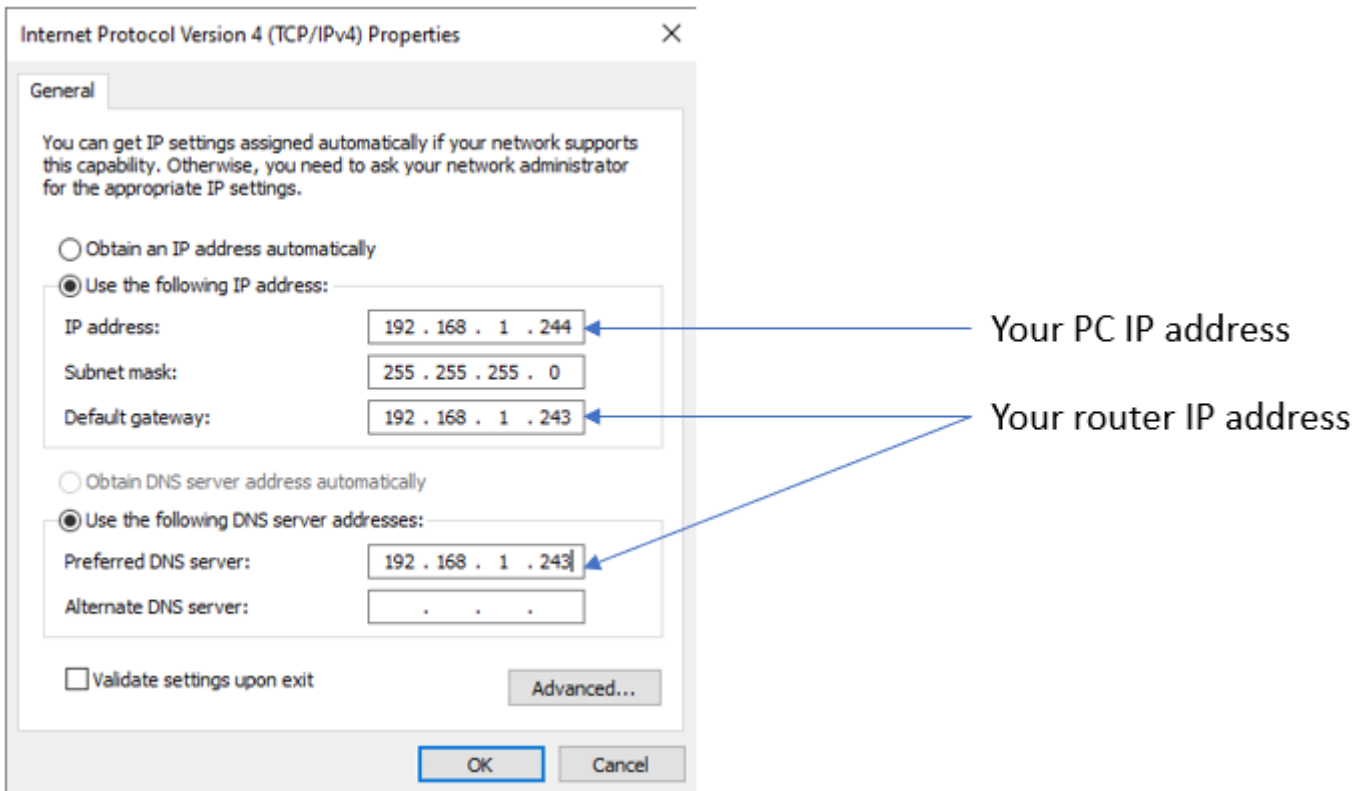 Internet Protocol Version 4 (TCP/IPv4) Properties
General
You can get IP settings assigned automatically if your network supports
this capability. Otherwise, you need to ask your network administrator
for the appropriate IP settings.
Obtain an IP address automatically
Use the following IP address:
IP address: 192 . 168 . 1 . 244
Your PC IP address
Subnet mask: 255 . 255 . 255 . 0
Default gateway: 192 . 168 . 1 . 243
Your router IP address
Obtain DNS server address automatically
Use the following DNS server addresses:
Preferred DNS server: 192 . 168 . 1 . 243
Alternate DNS server: . . .
Validate settings upon exit
Advanced...
OK Cancel